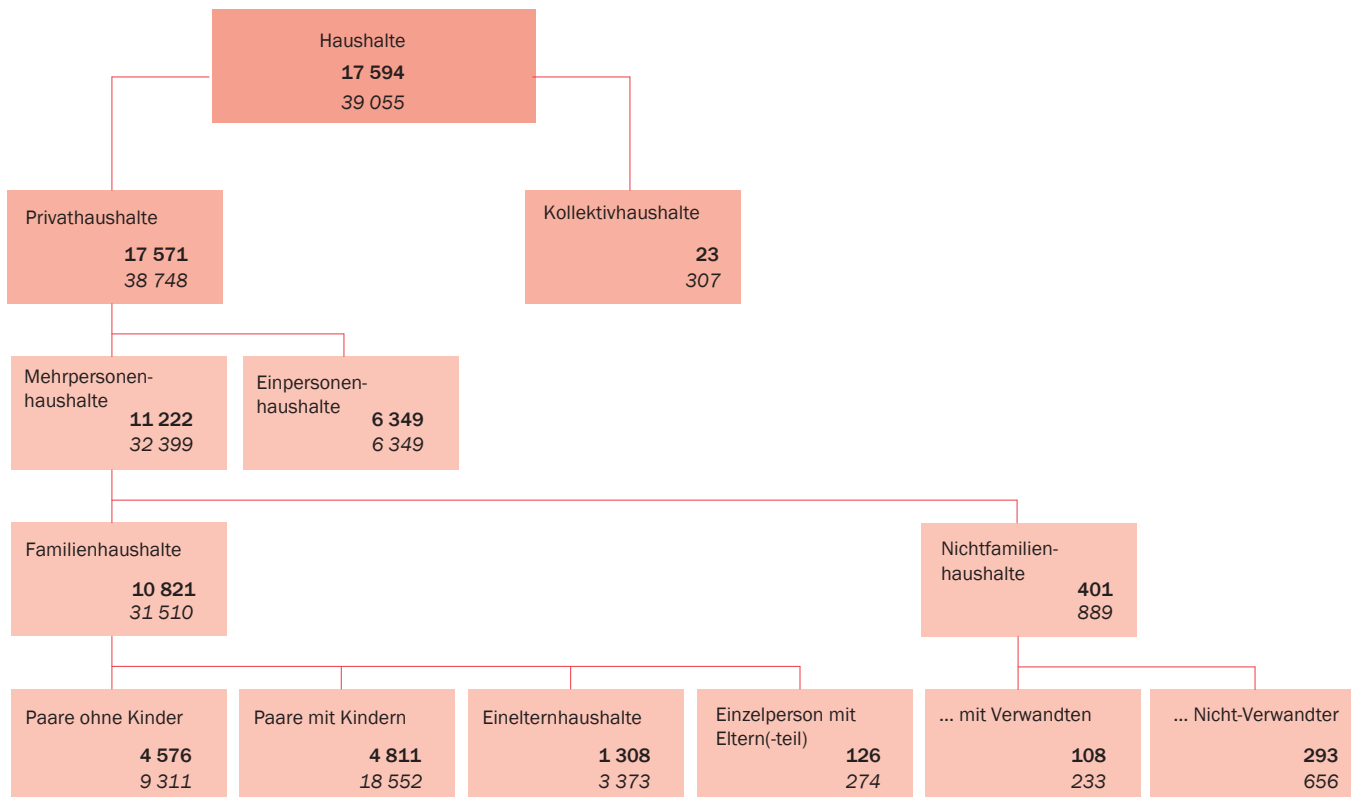 Haushalte
17 594
39 055
Privathaushalte
17 571
38 748
Kollektivhaushalte
23
307
Mehrpersonen-
haushalte
11 222
32 399
Einpersonen-
haushalte
6 349
6 349
Familienhaushalte
10 821
31 510
Nichtfamilien-
haushalte
401
889
Paare ohne Kinder
4 576
9 311
Paare mit Kindern
4 811
18 552
Einelternhaushalte
1 308
3 373
Einzelperson mit
Eltern(-teil)
126
274
... mit Verwandten
108
233
... Nicht-Verwandter
293
656